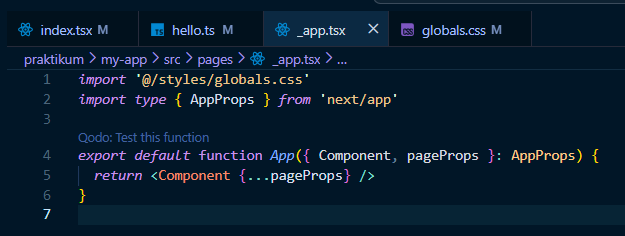 index.tsx M TS hello.ts M _app.tsx × CSS globals.css M
praktikum > my-app > src > pages > _app.tsx > ...
1 import '@/styles/globals.css'
2 import type { AppProps } from 'next/app'
3
Qodo: Test this function
4 export default function App({ Component, pageProps }: AppProps) {
5 return <Component {...pageProps} />
6 }
7